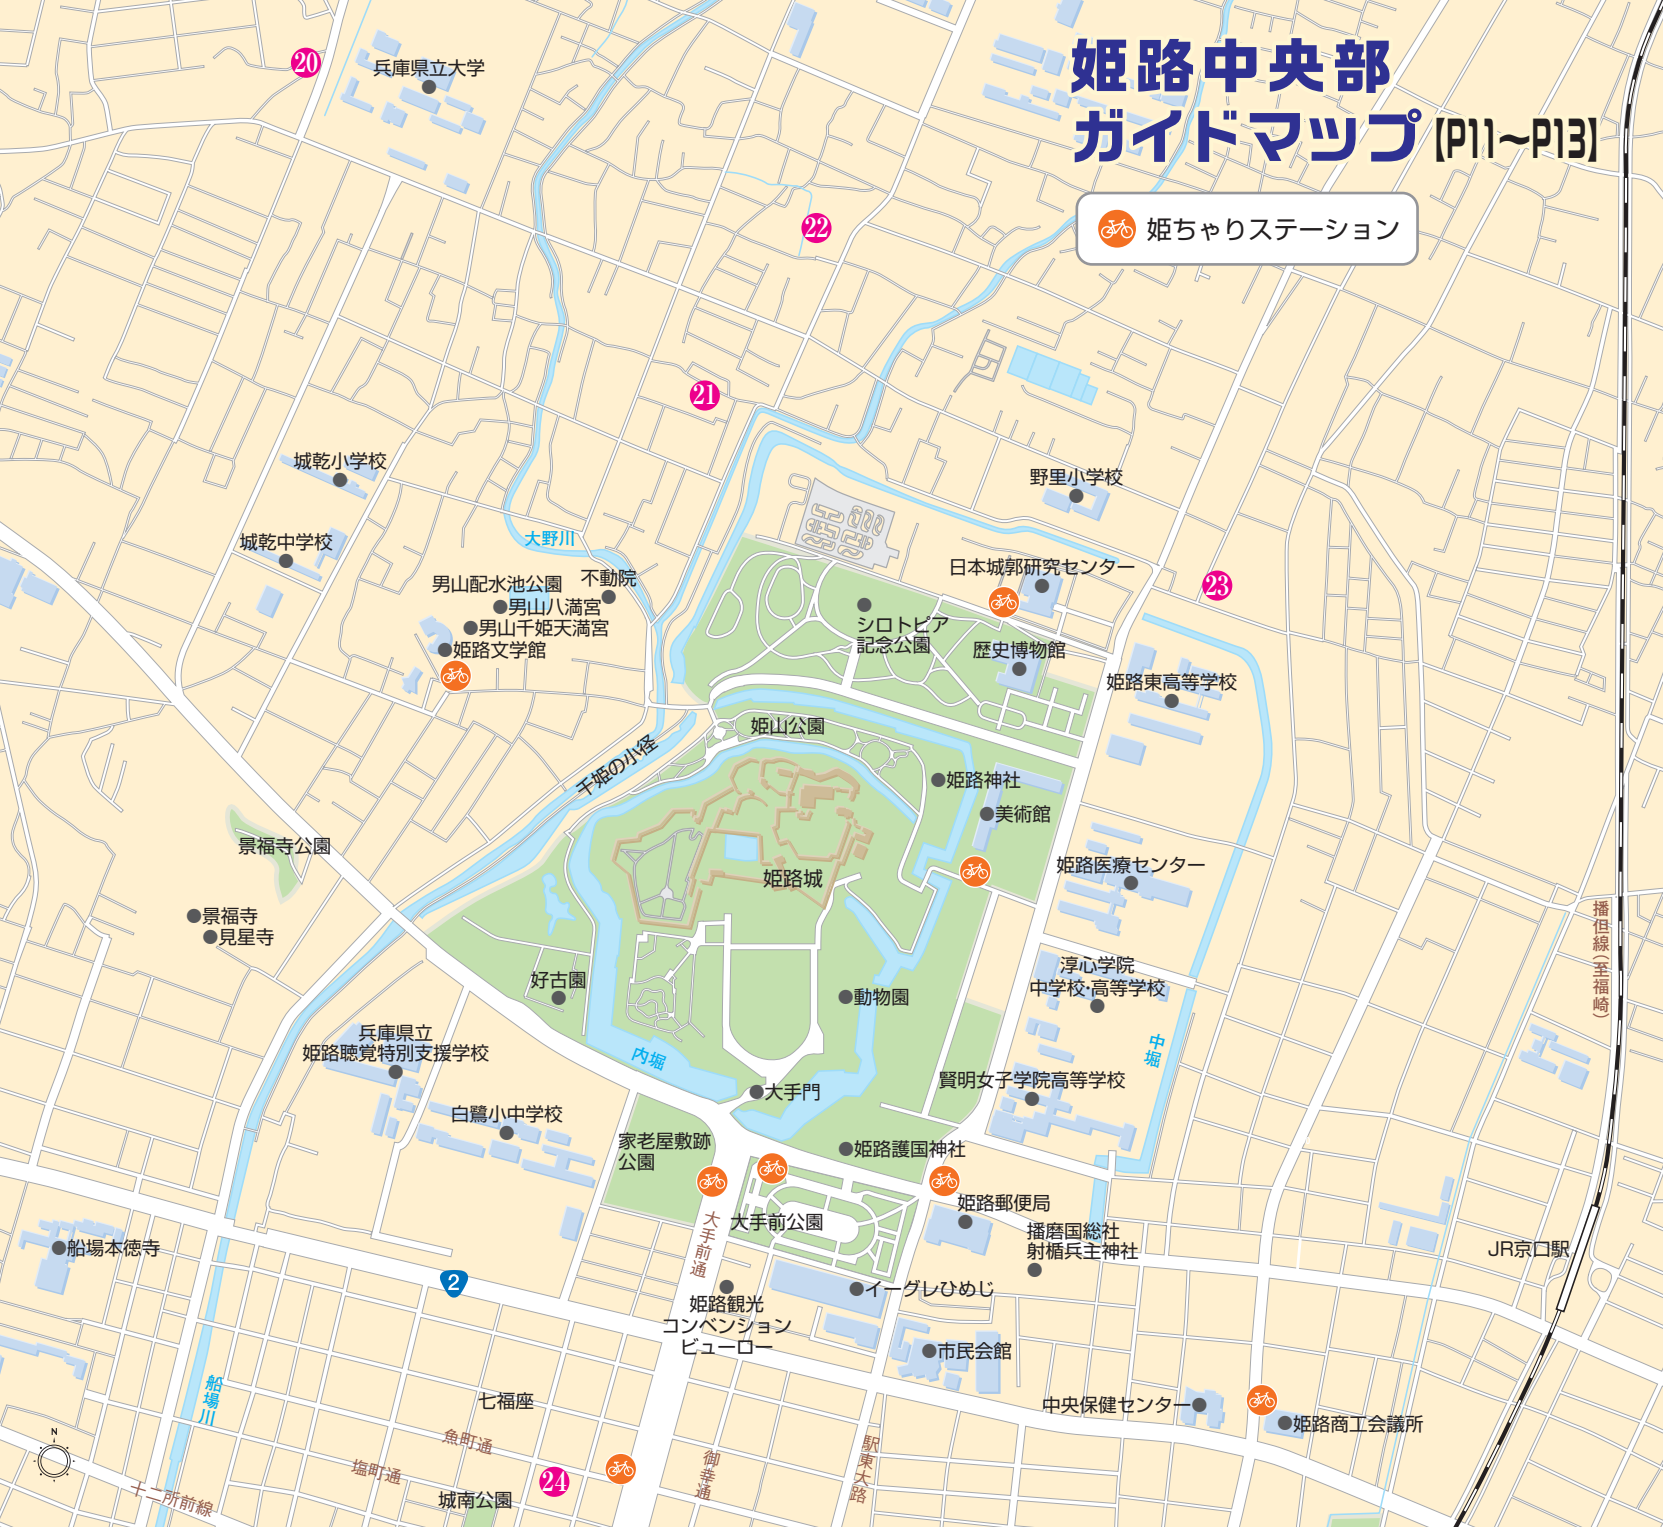 姫路中央部
ガイドマップ【P11〜P13】
姫ちゃりステーション
20
兵庫県立大学
22
21
城乾小学校
野里小学校
城乾中学校
大野川
日本城郭研究センター
23
男山配水池公園
不動院
男山八満宮
男山千姫天満宮
姫路文学館
シロトピア
記念公園
歴史博物館
姫路東高等学校
姫山公園
千姫の小径
姫路神社
美術館
景福寺公園
姫路医療センター
姫路城
景福寺
見星寺
播但線(至福崎)
淳心学院
中学校・高等学校
好古園
動物園
兵庫県立
姫路聴覚特別支援学校
内堀
中堀
大手門
賢明女子学院高等学校
白鷺小中学校
家老屋敷跡
公園
姫路護国神社
大手前公園
姫路郵便局
大手前通
播磨国総社
射楯兵主神社
船場本徳寺
JR京口駅
2
姫路観光
コンベンション
ビューロー
イーグレひめじ
市民会館
船場川
七福座
中央保健センター
姫路商工会議所
魚町通
塩町通
御幸通
駅東大路
N
24
十二所前線
城南公園